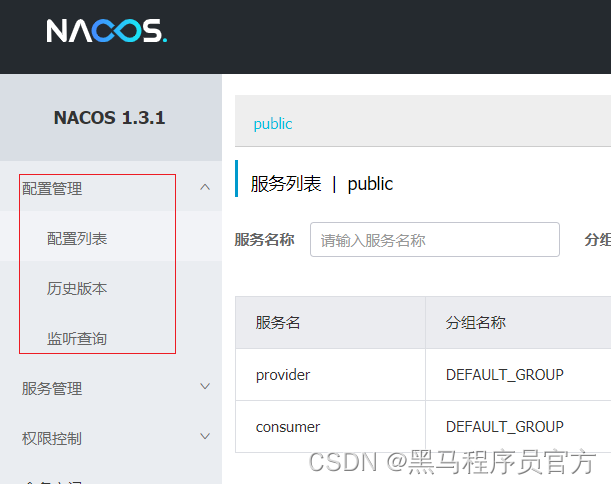 NACOS.
NACOS 1.3.1
配置管理
配置列表
历史版本
监听查询
服务管理
权限控制
public
服务列表 | public
服务名称 请输入服务名称 分组
服务名 分组名称
provider DEFAULT_GROUP
consumer DEFAULT_GROUP
CSDN @黑马程序员官方